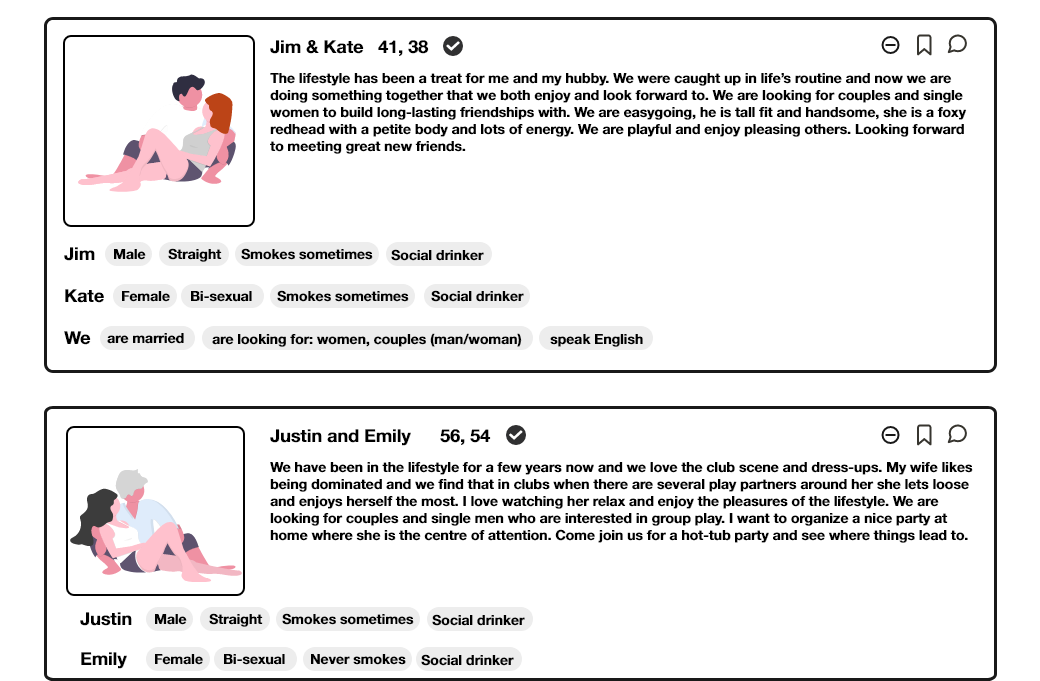 Jim & Kate 41, 38
The lifestyle has been a treat for me and my hubby. We were caught up in life’s routine and now we are
doing something together that we both enjoy and look forward to. We are looking for couples and single
women to build long-lasting friendships with. We are easygoing, he is tall fit and handsome, she is a foxy
redhead with a petite body and lots of energy. We are playful and enjoy pleasing others. Looking forward
to meeting great new friends.
Jim Male Straight Smokes sometimes Social drinker
Kate Female Bi-sexual Smokes sometimes Social drinker
We are married are looking for: women, couples (man/woman) speak English
Justin and Emily 56, 54
We have been in the lifestyle for a few years now and we love the club scene and dress-ups. My wife likes
being dominated and we find that in clubs when there are several play partners around her she lets loose
and enjoys herself the most. I love watching her relax and enjoy the pleasures of the lifestyle. We are
looking for couples and single men who are interested in group play. I want to organize a nice party at
home where she is the centre of attention. Come join us for a hot-tub party and see where things lead to.
Justin Male Straight Smokes sometimes Social drinker
Emily Female Bi-sexual Never smokes Social drinker